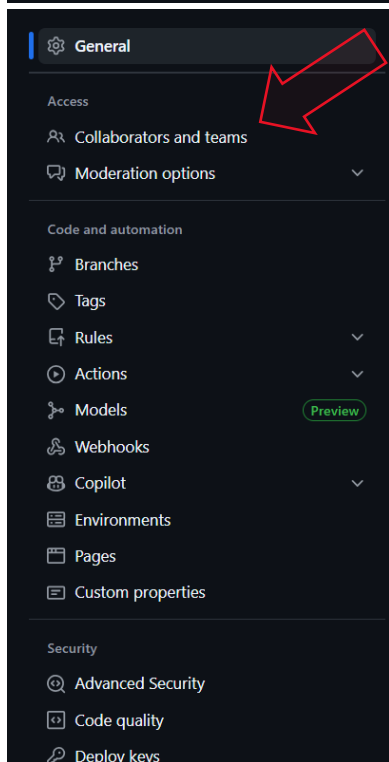 General
Access
Collaborators and teams
Moderation options
Code and automation
Branches
Tags
Rules
Actions
Models Preview
Webhooks
Copilot
Environments
Pages
Custom properties
Security
Advanced Security
Code quality
Deploy keys